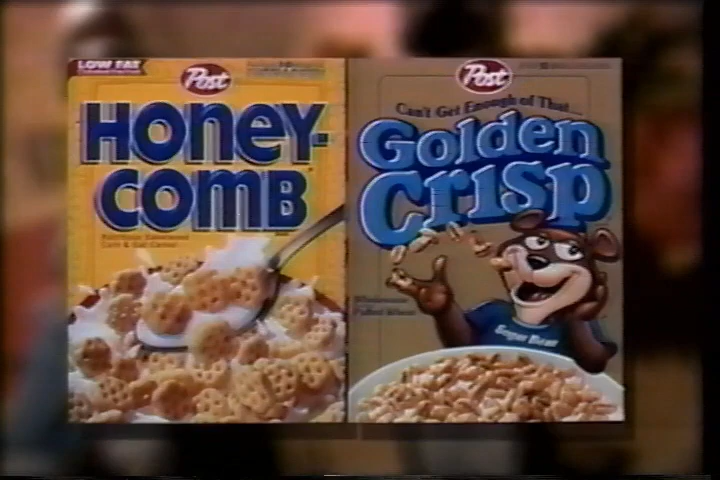 LOW FAT
Post
HONEY-
COMB
Post
Can't Get Enough of That...
Golden
Crisp
Sugar Bear